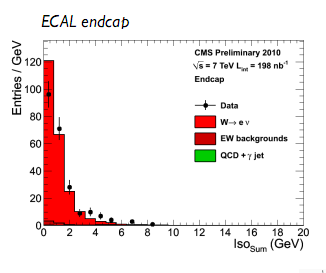 ECAL endcap
CMS Preliminary 2010
√s = 7 TeV L_int = 198 nb⁻¹
Endcap
Data
W→ e ν
EW backgrounds
QCD + γ jet
Entries / GeV
120
100
80
60
40
20
0
0 2 4 6 8 10 12 14 16 18 20
Iso_Sum (GeV)